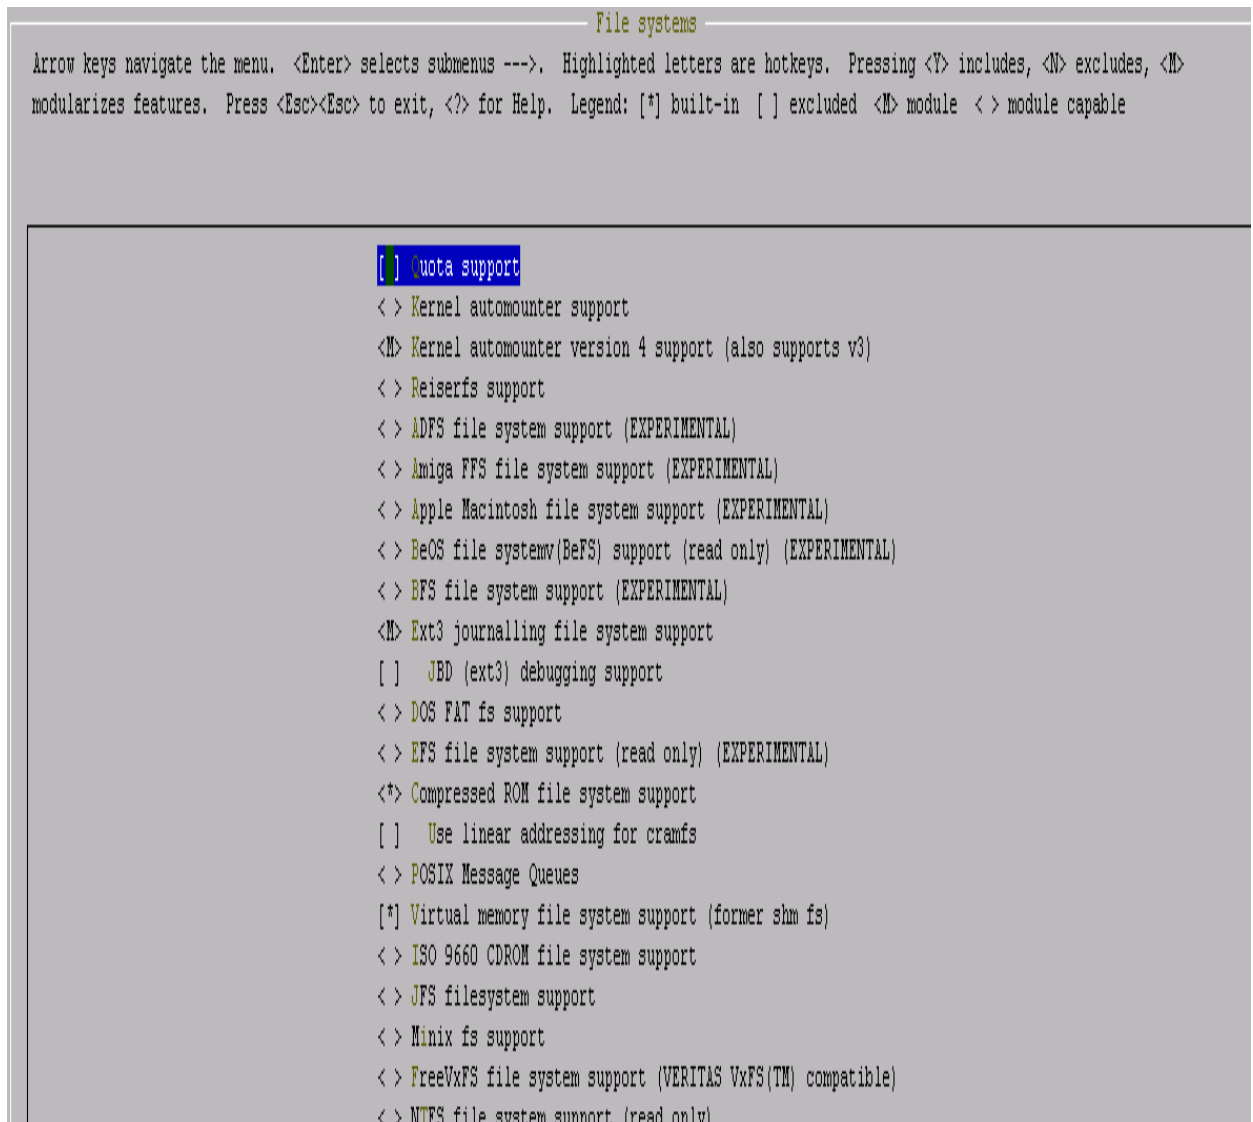 File systems
Arrow keys navigate the menu.  <Enter> selects submenus --->.  Highlighted letters are hotkeys.  Pressing <Y> includes, <N> excludes, <M>
modularizes features.  Press <Esc><Esc> to exit, <?> for Help.  Legend: [*] built-in  [ ] excluded  <M> module  < > module capable
[ ] Quota support
< > Kernel automounter support
<M> Kernel automounter version 4 support (also supports v3)
< > Reiserfs support
< > ADFS file system support (EXPERIMENTAL)
< > Amiga FFS file system support (EXPERIMENTAL)
< > Apple Macintosh file system support (EXPERIMENTAL)
< > BeOS file systemv(BeFS) support (read only) (EXPERIMENTAL)
< > BFS file system support (EXPERIMENTAL)
<M> Ext3 journalling file system support
[ ]   JBD (ext3) debugging support
< > DOS FAT fs support
< > EFS file system support (read only) (EXPERIMENTAL)
<*> Compressed ROM file system support
[ ]   Use linear addressing for cramfs
< > POSIX Message Queues
[*] Virtual memory file system support (former shm fs)
< > ISO 9660 CDROM file system support
< > JFS filesystem support
< > Minix fs support
< > FreeVxFS file system support (VERITAS VxFS(TM) compatible)
< > NTFS file system support (read only)